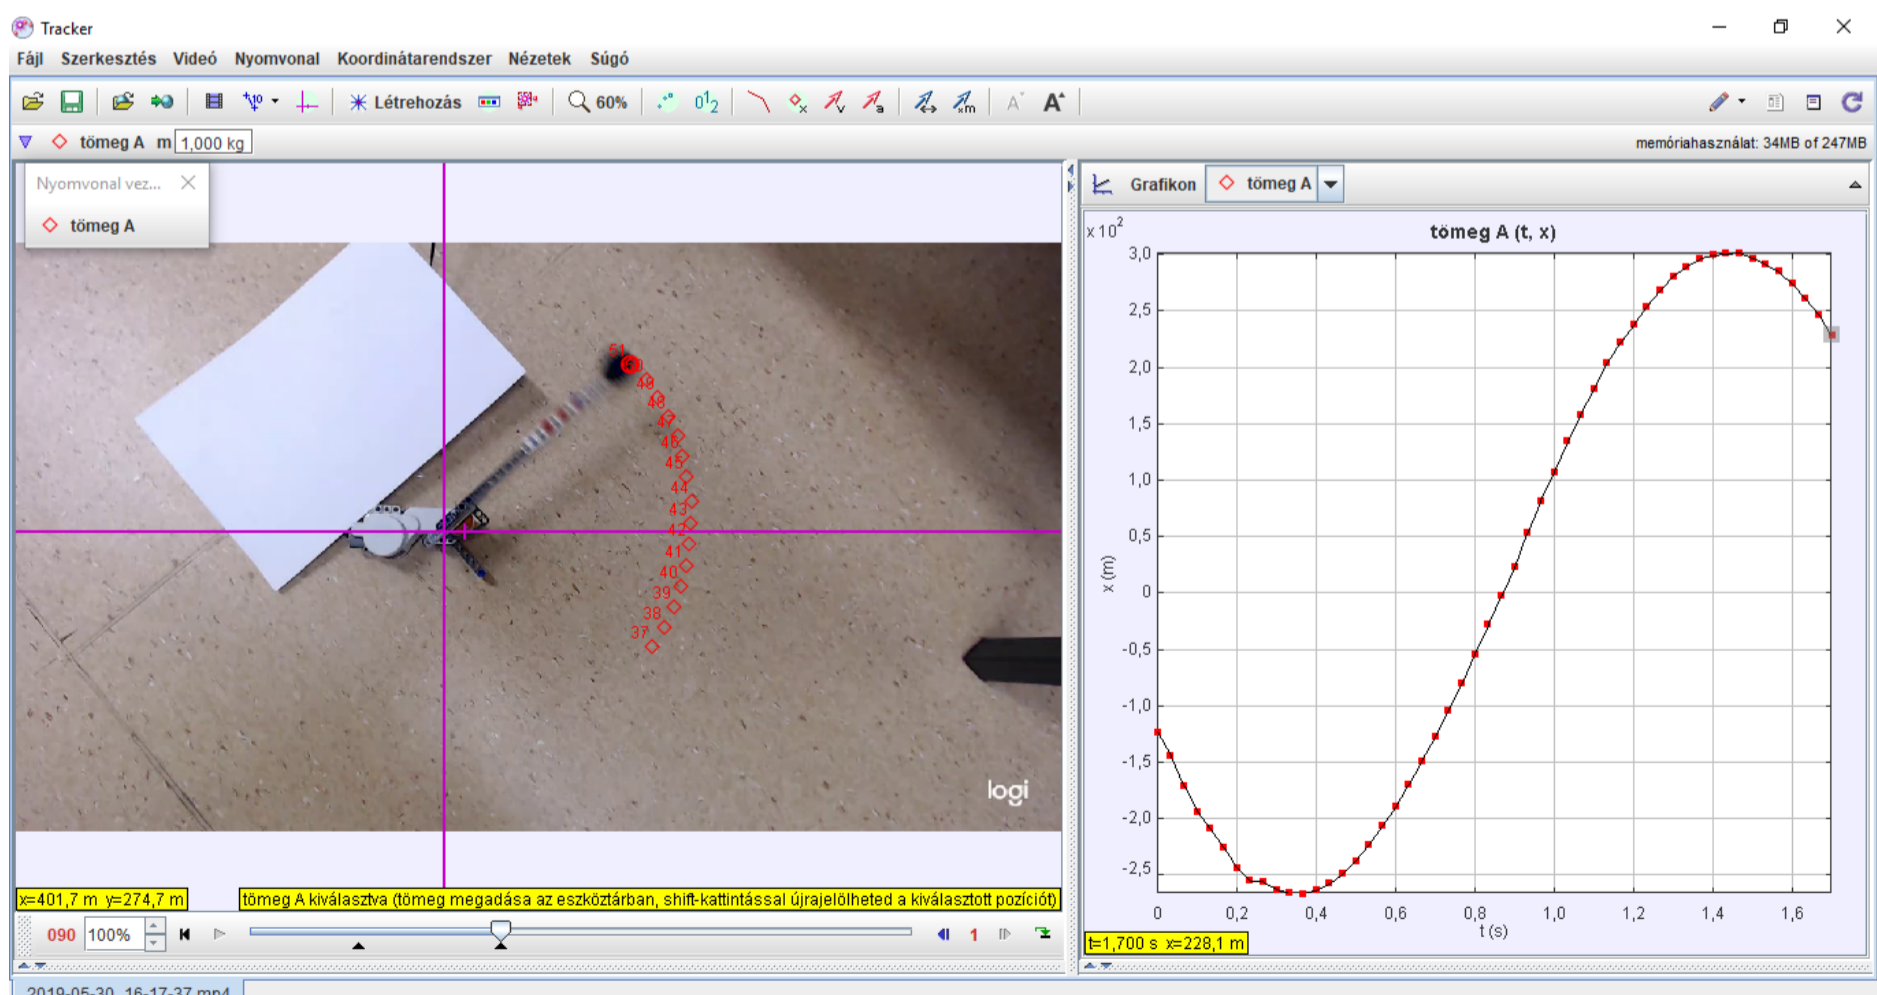 Tracker
Fájl Szerkesztés Videó Nyomvonal Koordinátarendszer Nézetek Súgó
Létrehozás 60%
tömeg A m 1,000 kg memóriahasználat: 34MB of 247MB
Nyomvonal vez...
tömeg A
Grafikon tömeg A
x10²
tömeg A (t, x)
3,0
2,5
2,0
1,5
1,0
0,5
0
-0,5
-1,0
-1,5
-2,0
-2,5
x (m)
0 0,2 0,4 0,6 0,8 1,0 1,2 1,4 1,6
t (s)
t=1,700 s x=228,1 m
51
49
48
47
46
45
44
43
42
41
40
39
38
37
logi
x=401,7 m y=274,7 m
tömeg A kiválasztva (tömeg megadása az eszköztárban, shift-kattintással újrajelölheted a kiválasztott pozíciót)
090 100% 1
2019-05-30 16-17-37.mp4